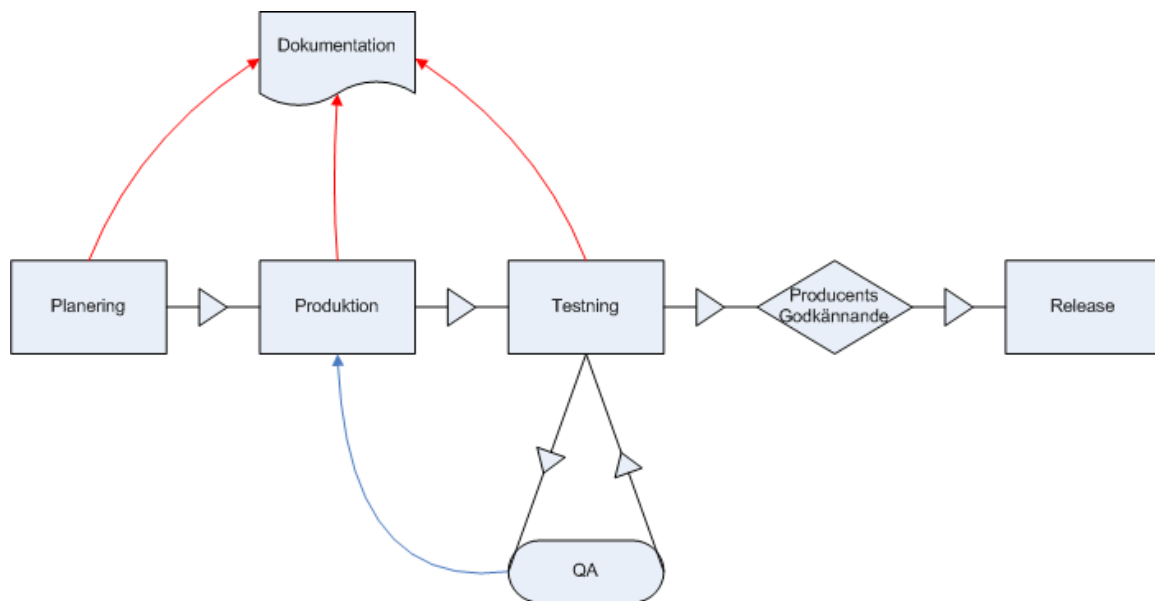 Dokumentation
Planering
Produktion
Testning
Producents
Godkännande
Release
QA